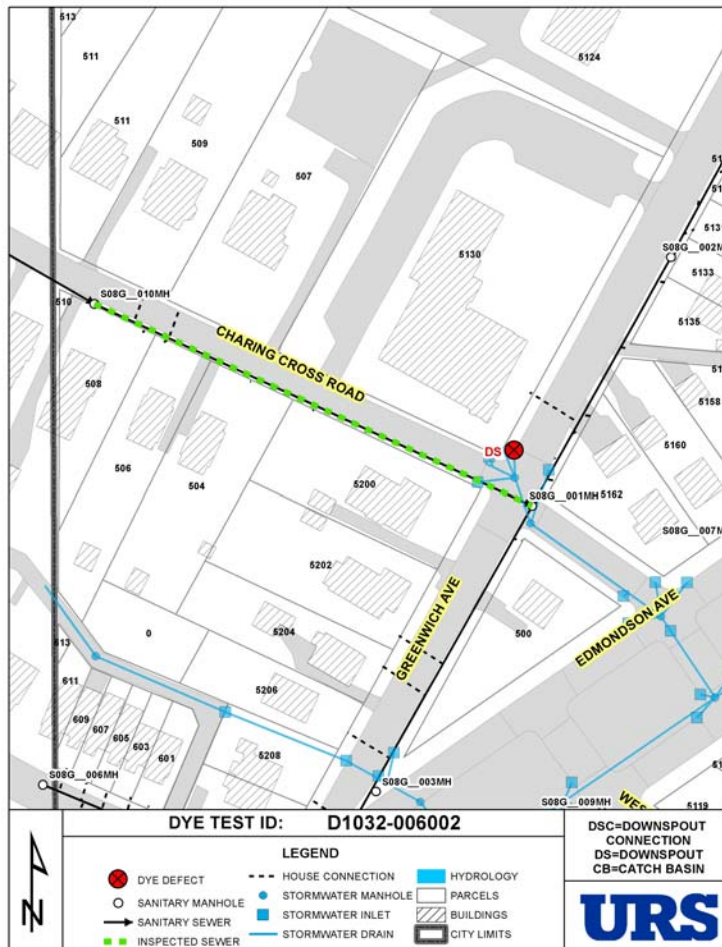 513
511
5124
511
509
507
5130
S08G__002M
5133
5135
S08G__010MH
510
CHARING CROSS ROAD
5158
508
5160
506
504
DS
5200
S08G__001MH
5162
S08G__007M
5202
GREENWICH AVE
500
EDMONDSON AVE
0
5204
613
611
5206
609
607
605
603
601
5208
S08G__006MH
S08G__003MH
S08G__009MH
WES
5119
DYE TEST ID: D1032-006002
LEGEND
DYE DEFECT
SANITARY MANHOLE
SANITARY SEWER
INSPECTED SEWER
HOUSE CONNECTION
STORMWATER MANHOLE
STORMWATER INLET
STORMWATER DRAIN
HYDROLOGY
PARCELS
BUILDINGS
CITY LIMITS
DSC=DOWNSPOUT
CONNECTION
DS=DOWNSPOUT
CB=CATCH BASIN
N
URS